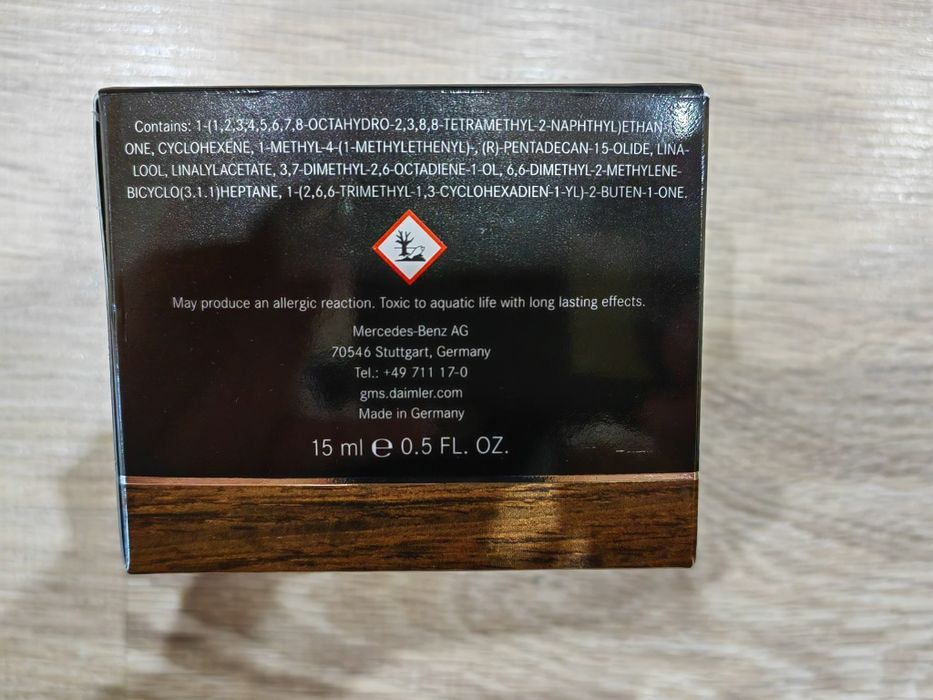 Contains: 1-(1,2,3,4,5,6,7,8-OCTAHYDRO-2,3,8,8-TETRAMETHYL-2-NAPHTHYL)ETHAN-1-
ONE, CYCLOHEXENE, 1-METHYL-4-(1-METHYLETHENYL)-, (R)-PENTADECAN-15-OLIDE, LINA-
LOOL, LINALYLACETATE, 3,7-DIMETHYL-2,6-OCTADIENE-1-OL, 6,6-DIMETHYL-2-METHYLENE-
BICYCLO(3.1.1)HEPTANE, 1-(2,6,6-TRIMETHYL-1,3-CYCLOHEXADIEN-1-YL)-2-BUTEN-1-ONE.
May produce an allergic reaction. Toxic to aquatic life with long lasting effects.
Mercedes-Benz AG
70546 Stuttgart, Germany
Tel.: +49 711 17-0
gms.daimler.com
Made in Germany
15 ml ℮ 0.5 FL. OZ.